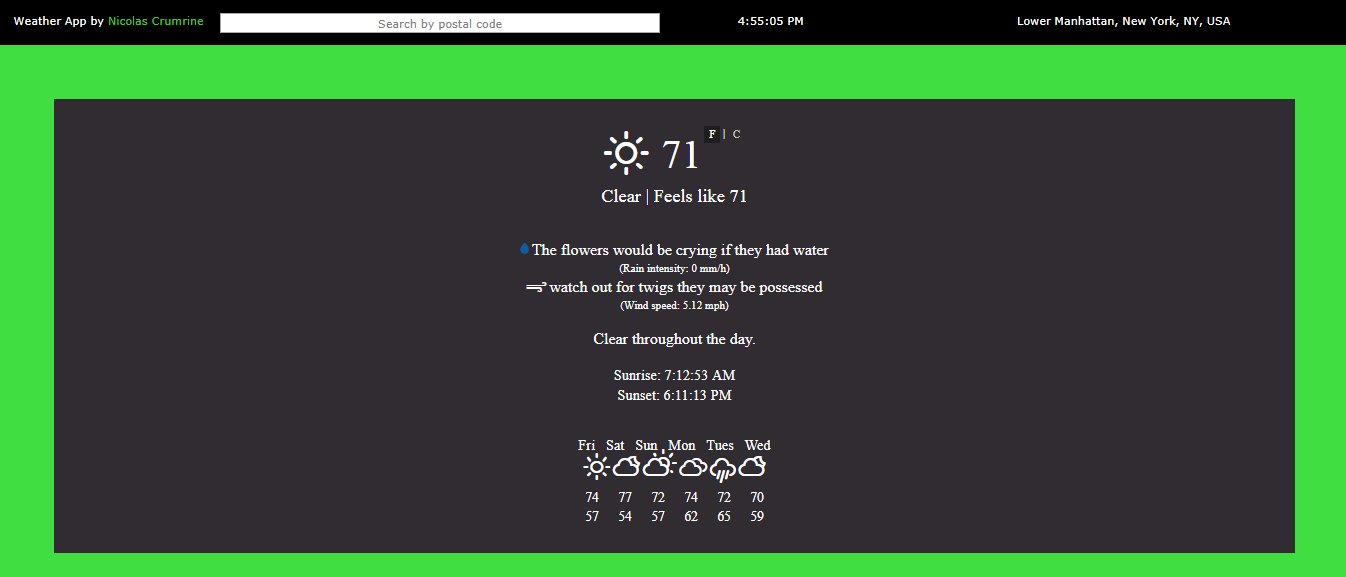 Weather App by Nicolas Crumrine
Search by postal code
4:55:05 PM
Lower Manhattan, New York, NY, USA
71 F | C
Clear | Feels like 71
The flowers would be crying if they had water
(Rain intensity: 0 mm/h)
watch out for twigs they may be possessed
(Wind speed: 5.12 mph)
Clear throughout the day.
Sunrise: 7:12:53 AM
Sunset: 6:11:13 PM
Fri Sat Sun Mon Tues Wed
74 77 72 74 72 70
57 54 57 62 65 59